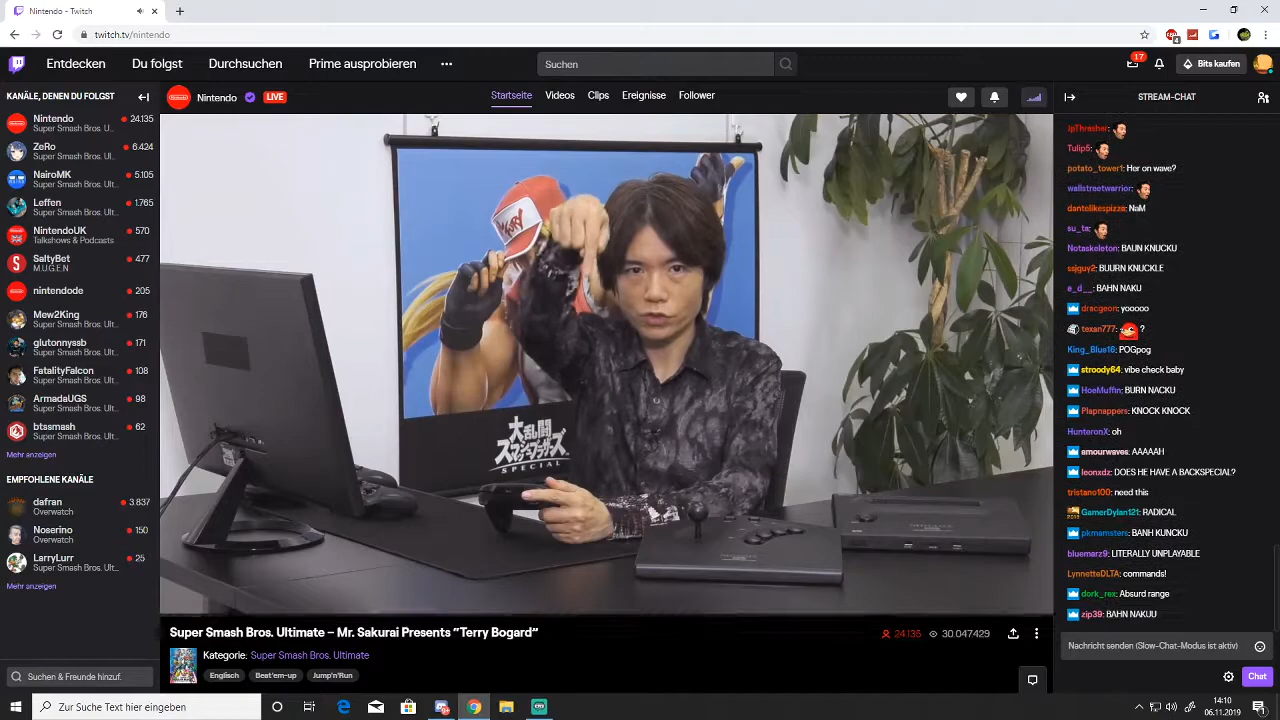 Twitch
twitch.tv/nintendo
Entdecken
Du folgst
Durchsuchen
Prime ausprobieren
Suchen
17
Bits kaufen
KANÄLE, DENEN DU FOLGST
Nintendo 24.135
Super Smash Bros. U...
ZeRo 6.424
Super Smash Bros. Ul...
NairoMK 5.105
Super Smash Bros. Ul...
Leffen 1.765
Super Smash Bros. Ul...
NintendoUK 570
Talkshows & Podcasts
SaltyBot 477
M.U.G.E.N
nintendode 205
Mew2King 176
Super Smash Bros. Ult...
glutonnyssb 171
Super Smash Bros. Ult...
FatalityFalcon 108
Super Smash Bros. Ult...
ArmadaUGS 98
Super Smash Bros. Ult...
btssmash 62
Super Smash Bros. Ult...
Mehr anzeigen
EMPFOHLENE KANÄLE
dafran 3.837
Overwatch
Noserino 150
Overwatch
LarryLurr 25
Super Smash Bros. Ult...
Mehr anzeigen
Suchen & Freunde hinzuf.
Nintendo LIVE
Startseite
Videos
Clips
Ereignisse
Follower
大乱闘
スマッシュブラザーズ
SPECIAL
Super Smash Bros. Ultimate – Mr. Sakurai Presents "Terry Bogard"
24.135 30.047.429
Kategorie: Super Smash Bros. Ultimate
Englisch
Beat'em-up
Jump'n'Run
STREAM-CHAT
JpThrasher:
Tulip5:
potato_tower1: Her on wave?
wallstreetwarrior:
dantelikespizza: NaM
su_ta:
Notaskeleton: BAUN KNUCKU
ssjguy2: BUURN KNUCKLE
e_d__: BAHN NAKU
dracgeon: yooooo
texan777: ?
King_Blue16: POGpog
stroody64: vibe check baby
HoeMuffin: BURN NACKU
Plapnappers: KNOCK KNOCK
HunteronX: oh
amourwaves: AAAAAH
leonxdz: DOES HE HAVE A BACKSPECIAL?
tristano100: need this
GamerDylan121: RADICAL
pkmamsters: BANH KUNCKU
bluemarz9: LITERALLY UNPLAYABLE
LynnetteDLTA: commands!
dork_rex: Absurd range
zip39: BAHN NAKUU
Nachricht senden (Slow-Chat-Modus ist aktiv)
Chat
Zur Suche Text hier eingeben
14:10
06.11.2019